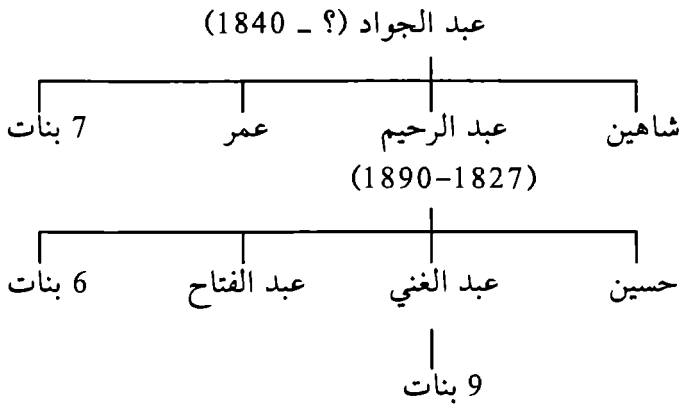 عبد الجواد (؟ – 1840)
شاهين عبد الرحيم عمر 7 بنات
(1827–1890)
حسين عبد الغني عبد الفتاح 6 بنات
9 بنات